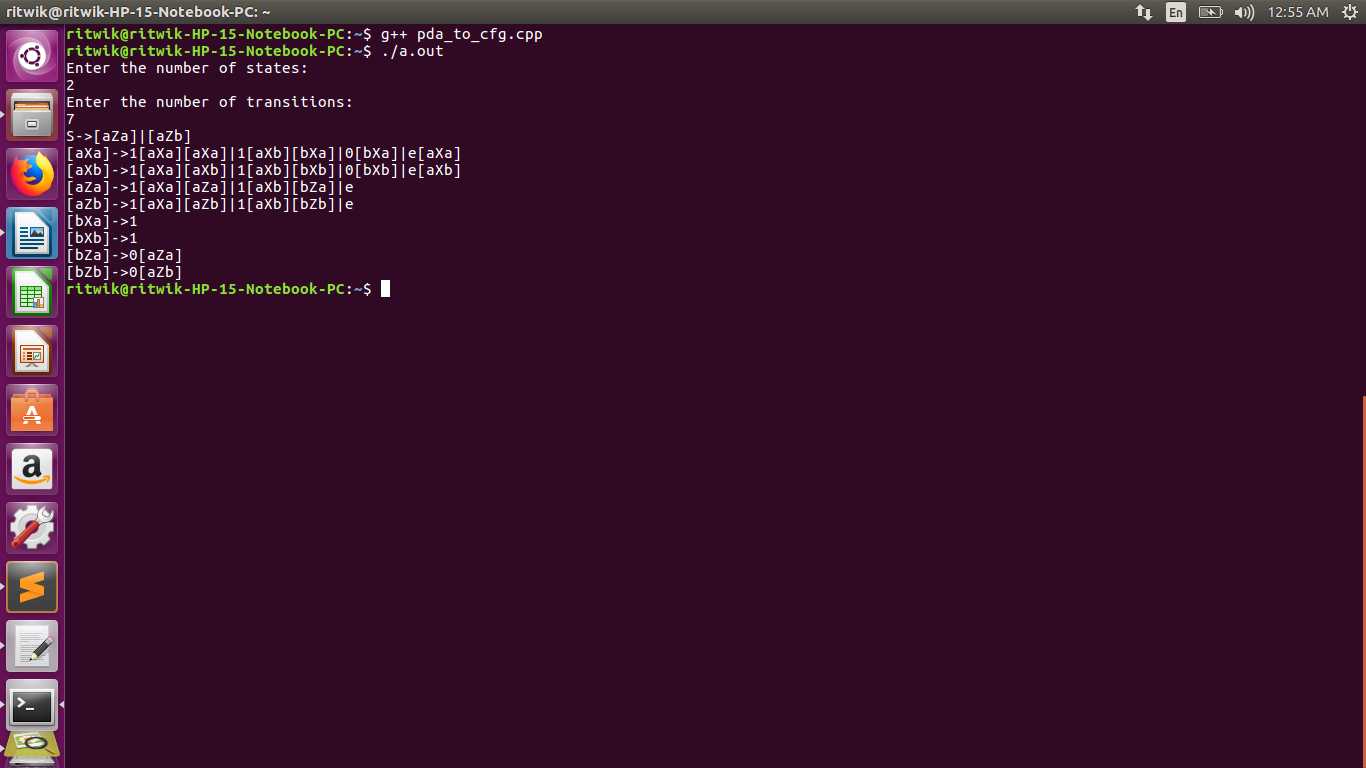 ritwik@ritwik-HP-15-Notebook-PC: ~
En
12:55 AM
ritwik@ritwik-HP-15-Notebook-PC:~$ g++ pda_to_cfg.cpp
ritwik@ritwik-HP-15-Notebook-PC:~$ ./a.out
Enter the number of states:
2
Enter the number of transitions:
7
S->[aZa]|[aZb]
[aXa]->1[aXa][aXa]|1[aXb][bXa]|0[bXa]|e[aXa]
[aXb]->1[aXa][aXb]|1[aXb][bXb]|0[bXb]|e[aXb]
[aZa]->1[aXa][aZa]|1[aXb][bZa]|e
[aZb]->1[aXa][aZb]|1[aXb][bZb]|e
[bXa]->1
[bXb]->1
[bZa]->0[aZa]
[bZb]->0[aZb]
ritwik@ritwik-HP-15-Notebook-PC:~$